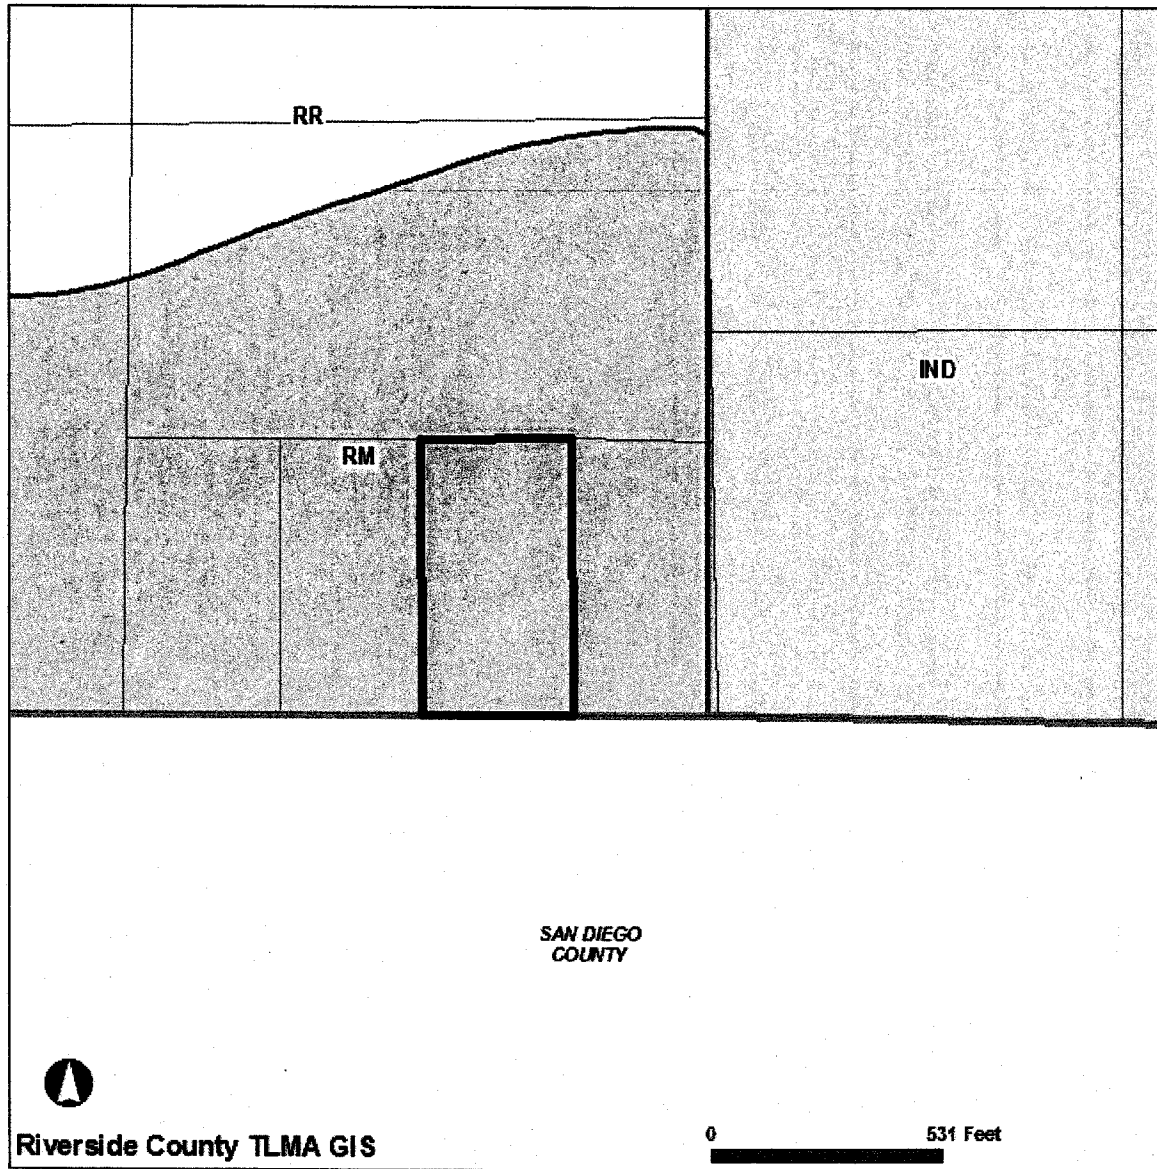 RR
IND
RM
SAN DIEGO
COUNTY
Riverside County TLMA GIS
0 531 Feet